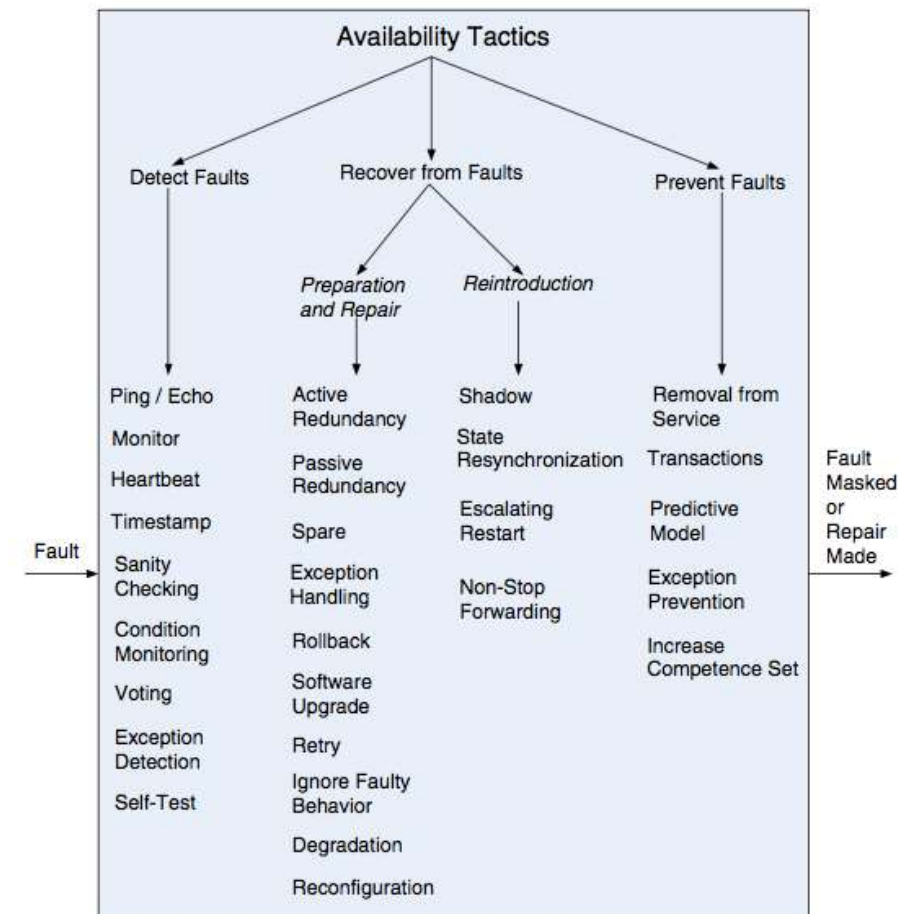 Availability Tactics
Detect Faults
Recover from Faults
Prevent Faults
Preparation
and Repair
Reintroduction
Ping / Echo
Monitor
Heartbeat
Timestamp
Sanity
Checking
Condition
Monitoring
Voting
Exception
Detection
Self-Test
Active
Redundancy
Passive
Redundancy
Spare
Exception
Handling
Rollback
Software
Upgrade
Retry
Ignore Faulty
Behavior
Degradation
Reconfiguration
Shadow
State
Resynchronization
Escalating
Restart
Non-Stop
Forwarding
Removal from
Service
Transactions
Predictive
Model
Exception
Prevention
Increase
Competence Set
Fault
Fault
Masked
or
Repair
Made